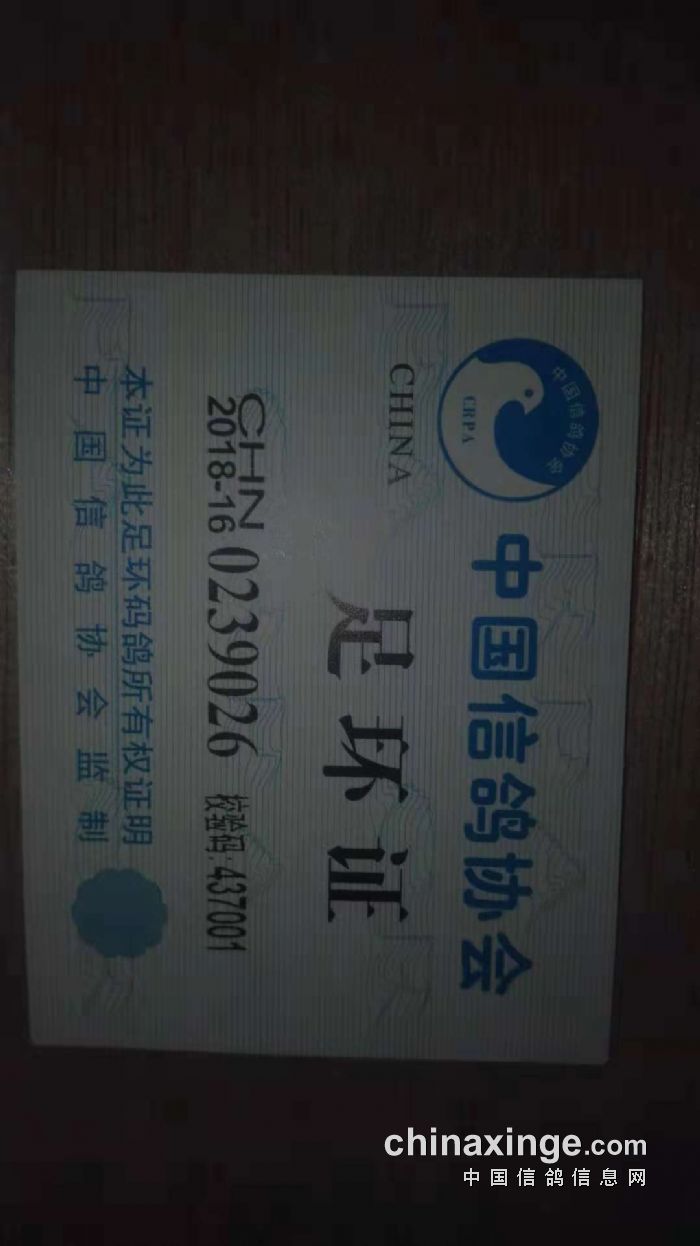 中国信鸽协会
CRPA
中国信鸽协会
CHINA
足环证
CHN
2018-16 0239026 校验码:437001
本证为此足环码鸽所有权证明
中国信鸽协会监制
chinaxinge.com
中国信鸽信息网